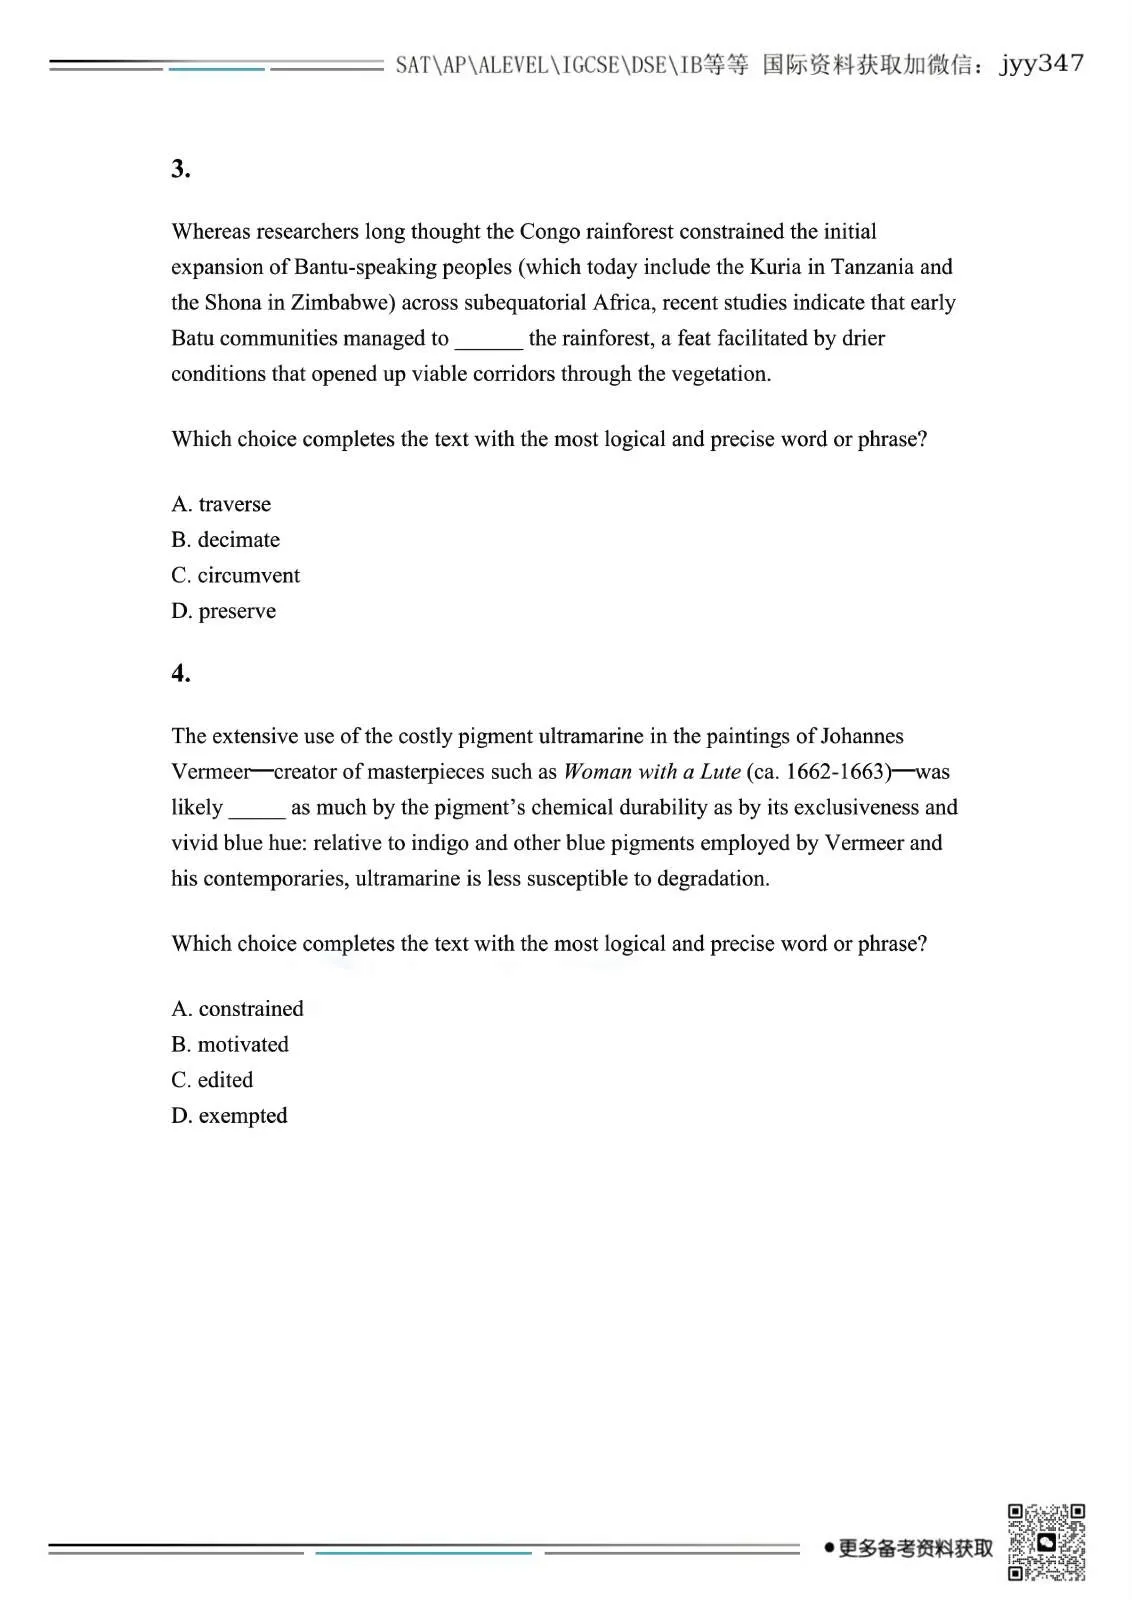 SAT\AP\ALEVEL\IGCSE\DSE\IB等等 国际资料获取加微信：jyy347
3.
Whereas researchers long thought the Congo rainforest constrained the initial
expansion of Bantu-speaking peoples (which today include the Kuria in Tanzania and
the Shona in Zimbabwe) across subequatorial Africa, recent studies indicate that early
Batu communities managed to ______ the rainforest, a feat facilitated by drier
conditions that opened up viable corridors through the vegetation.
Which choice completes the text with the most logical and precise word or phrase?
A. traverse
B. decimate
C. circumvent
D. preserve
4.
The extensive use of the costly pigment ultramarine in the paintings of Johannes
Vermeer—creator of masterpieces such as Woman with a Lute (ca. 1662-1663)—was
likely _____ as much by the pigment’s chemical durability as by its exclusiveness and
vivid blue hue: relative to indigo and other blue pigments employed by Vermeer and
his contemporaries, ultramarine is less susceptible to degradation.
Which choice completes the text with the most logical and precise word or phrase?
A. constrained
B. motivated
C. edited
D. exempted
●更多备考资料获取